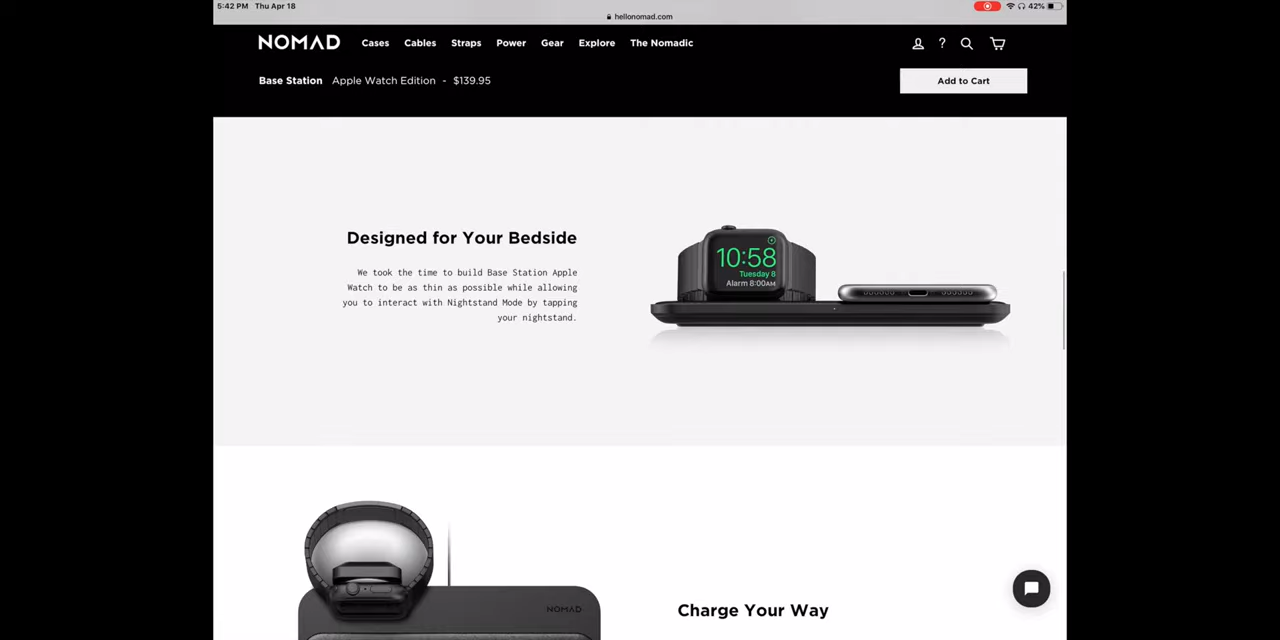 5:42 PM Thu Apr 18
42%
hellonomad.com
NOMAD Cases Cables Straps Power Gear Explore The Nomadic ?
Base Station Apple Watch Edition - $139.95 Add to Cart
Designed for Your Bedside
We took the time to build Base Station Apple
Watch to be as thin as possible while allowing
you to interact with Nightstand Mode by tapping
your nightstand.
10:58
Tuesday 8
Alarm 8:00AM
NOMAD
Charge Your Way